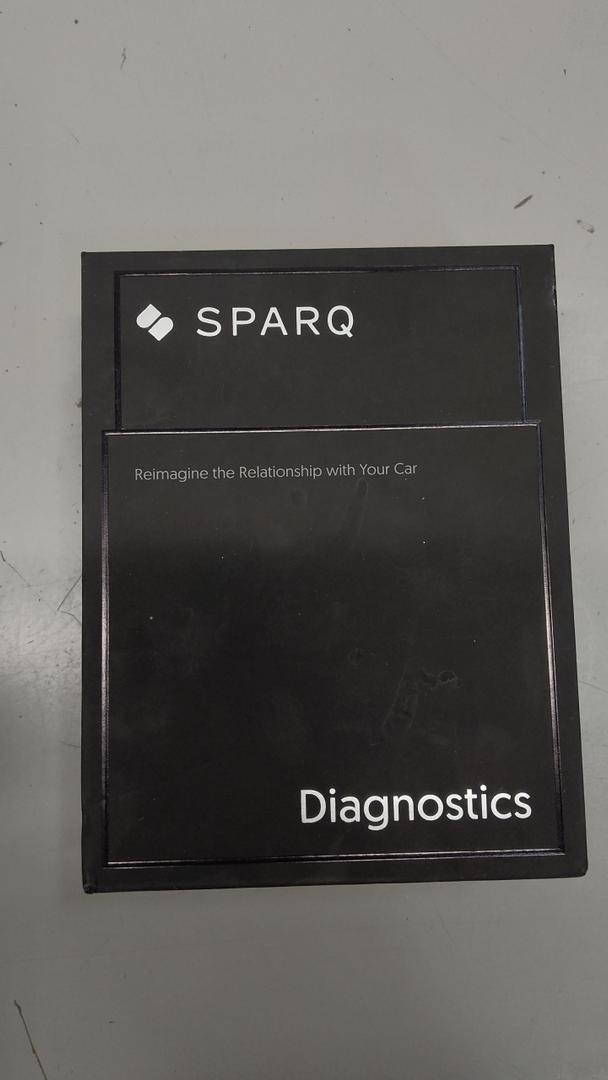 SPARQ
Reimagine the Relationship with Your Car
Diagnostics